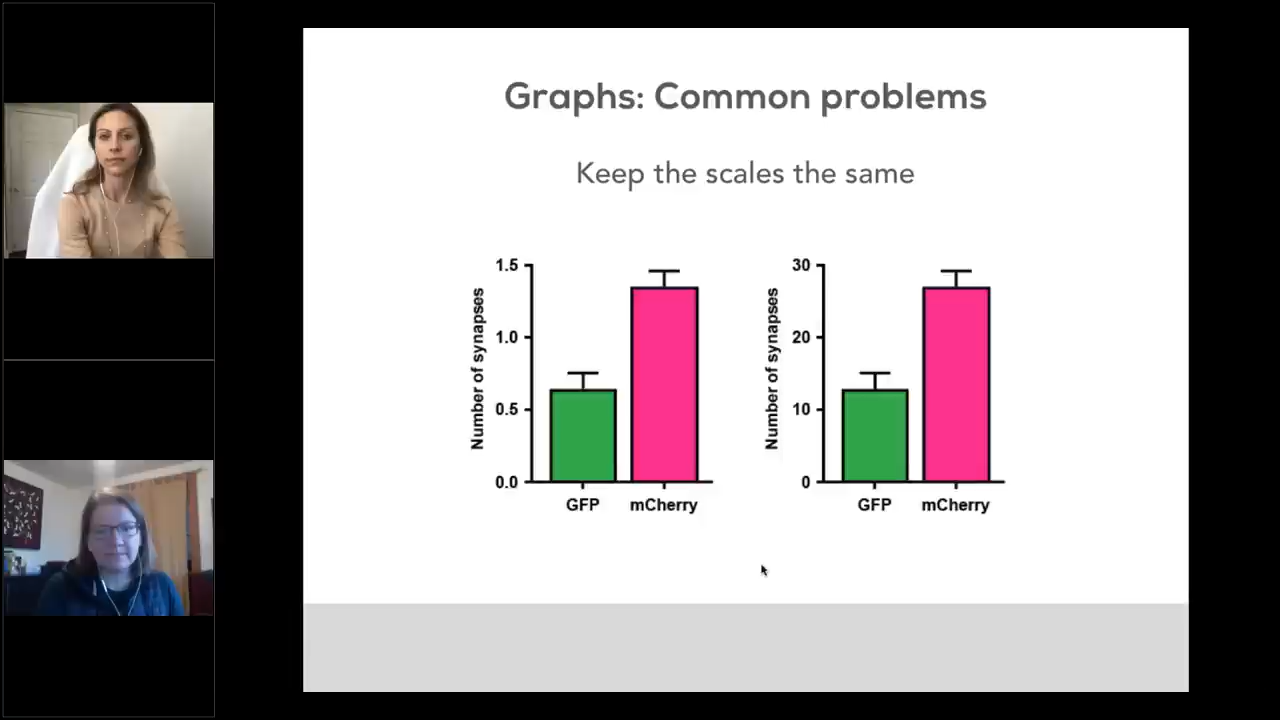 Graphs: Common problems
Keep the scales the same
Number of synapses
1.5
1.0
0.5
0.0
GFP mCherry
Number of synapses
30
20
10
0
GFP mCherry